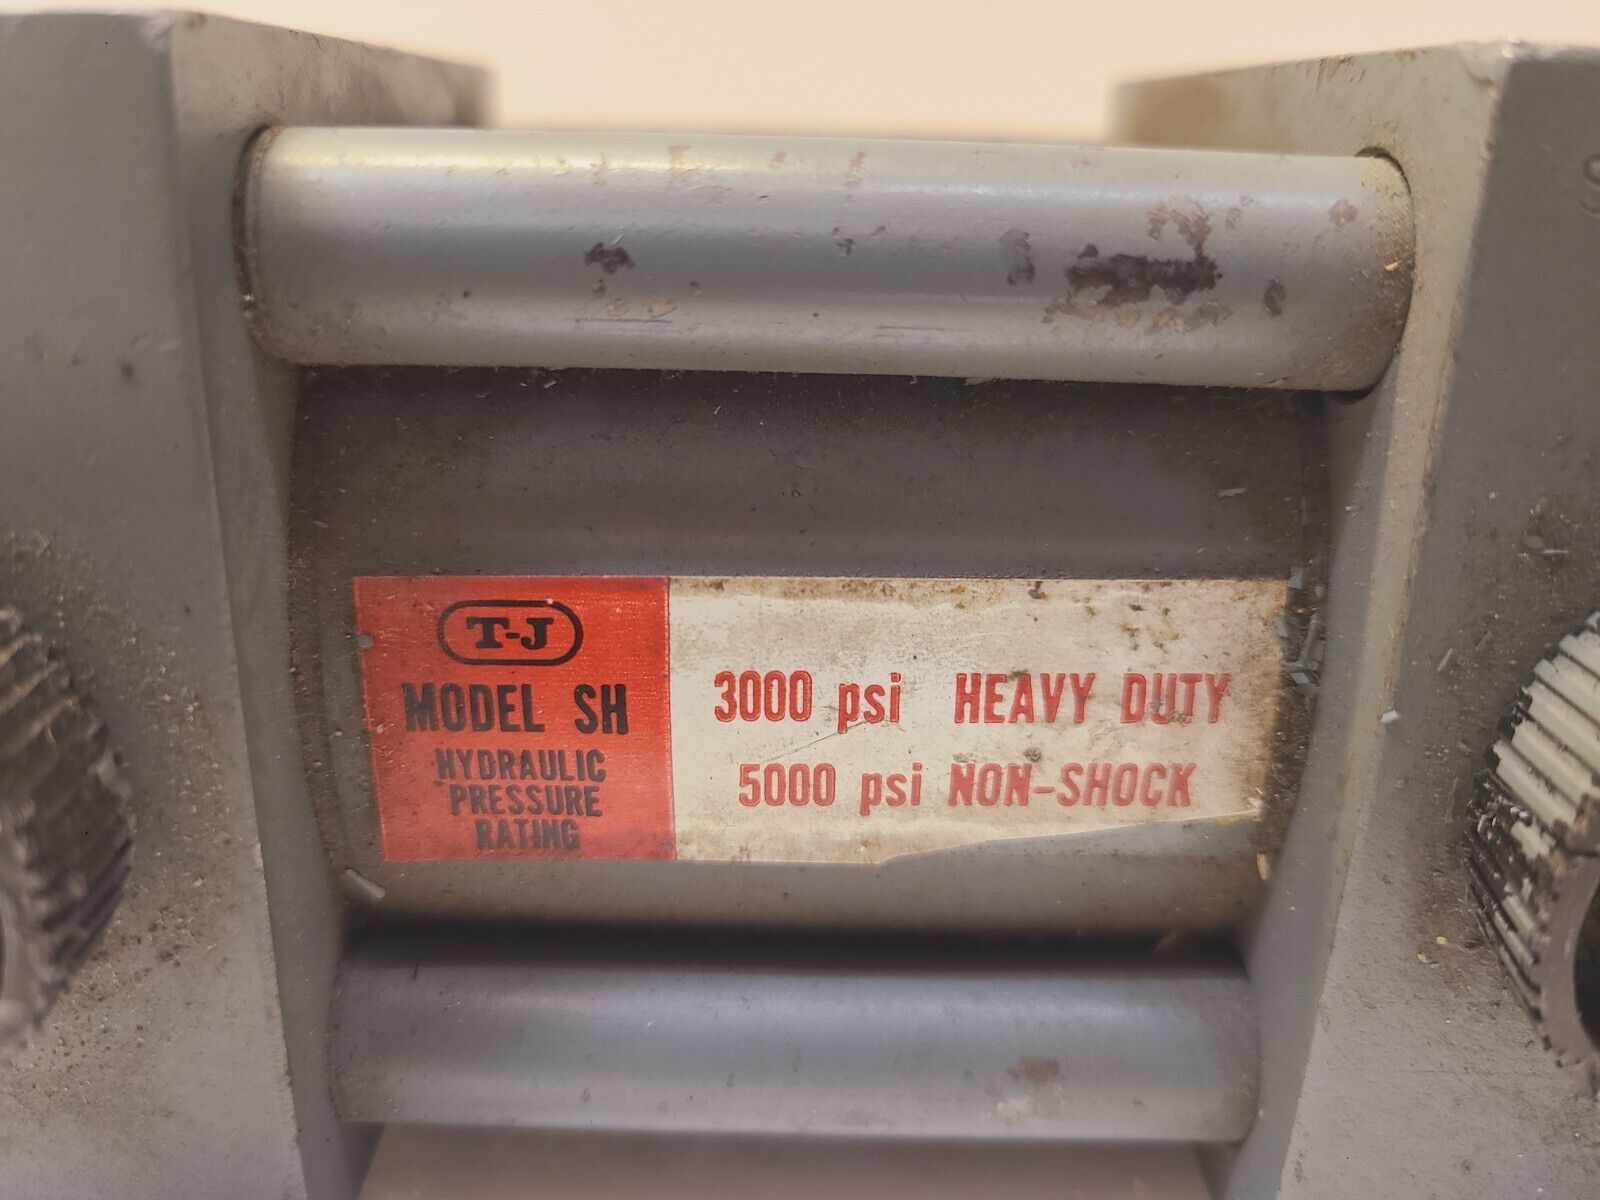 T-J
MODEL SH
HYDRAULIC
PRESSURE
RATING
3000 psi HEAVY DUTY
5000 psi NON-SHOCK